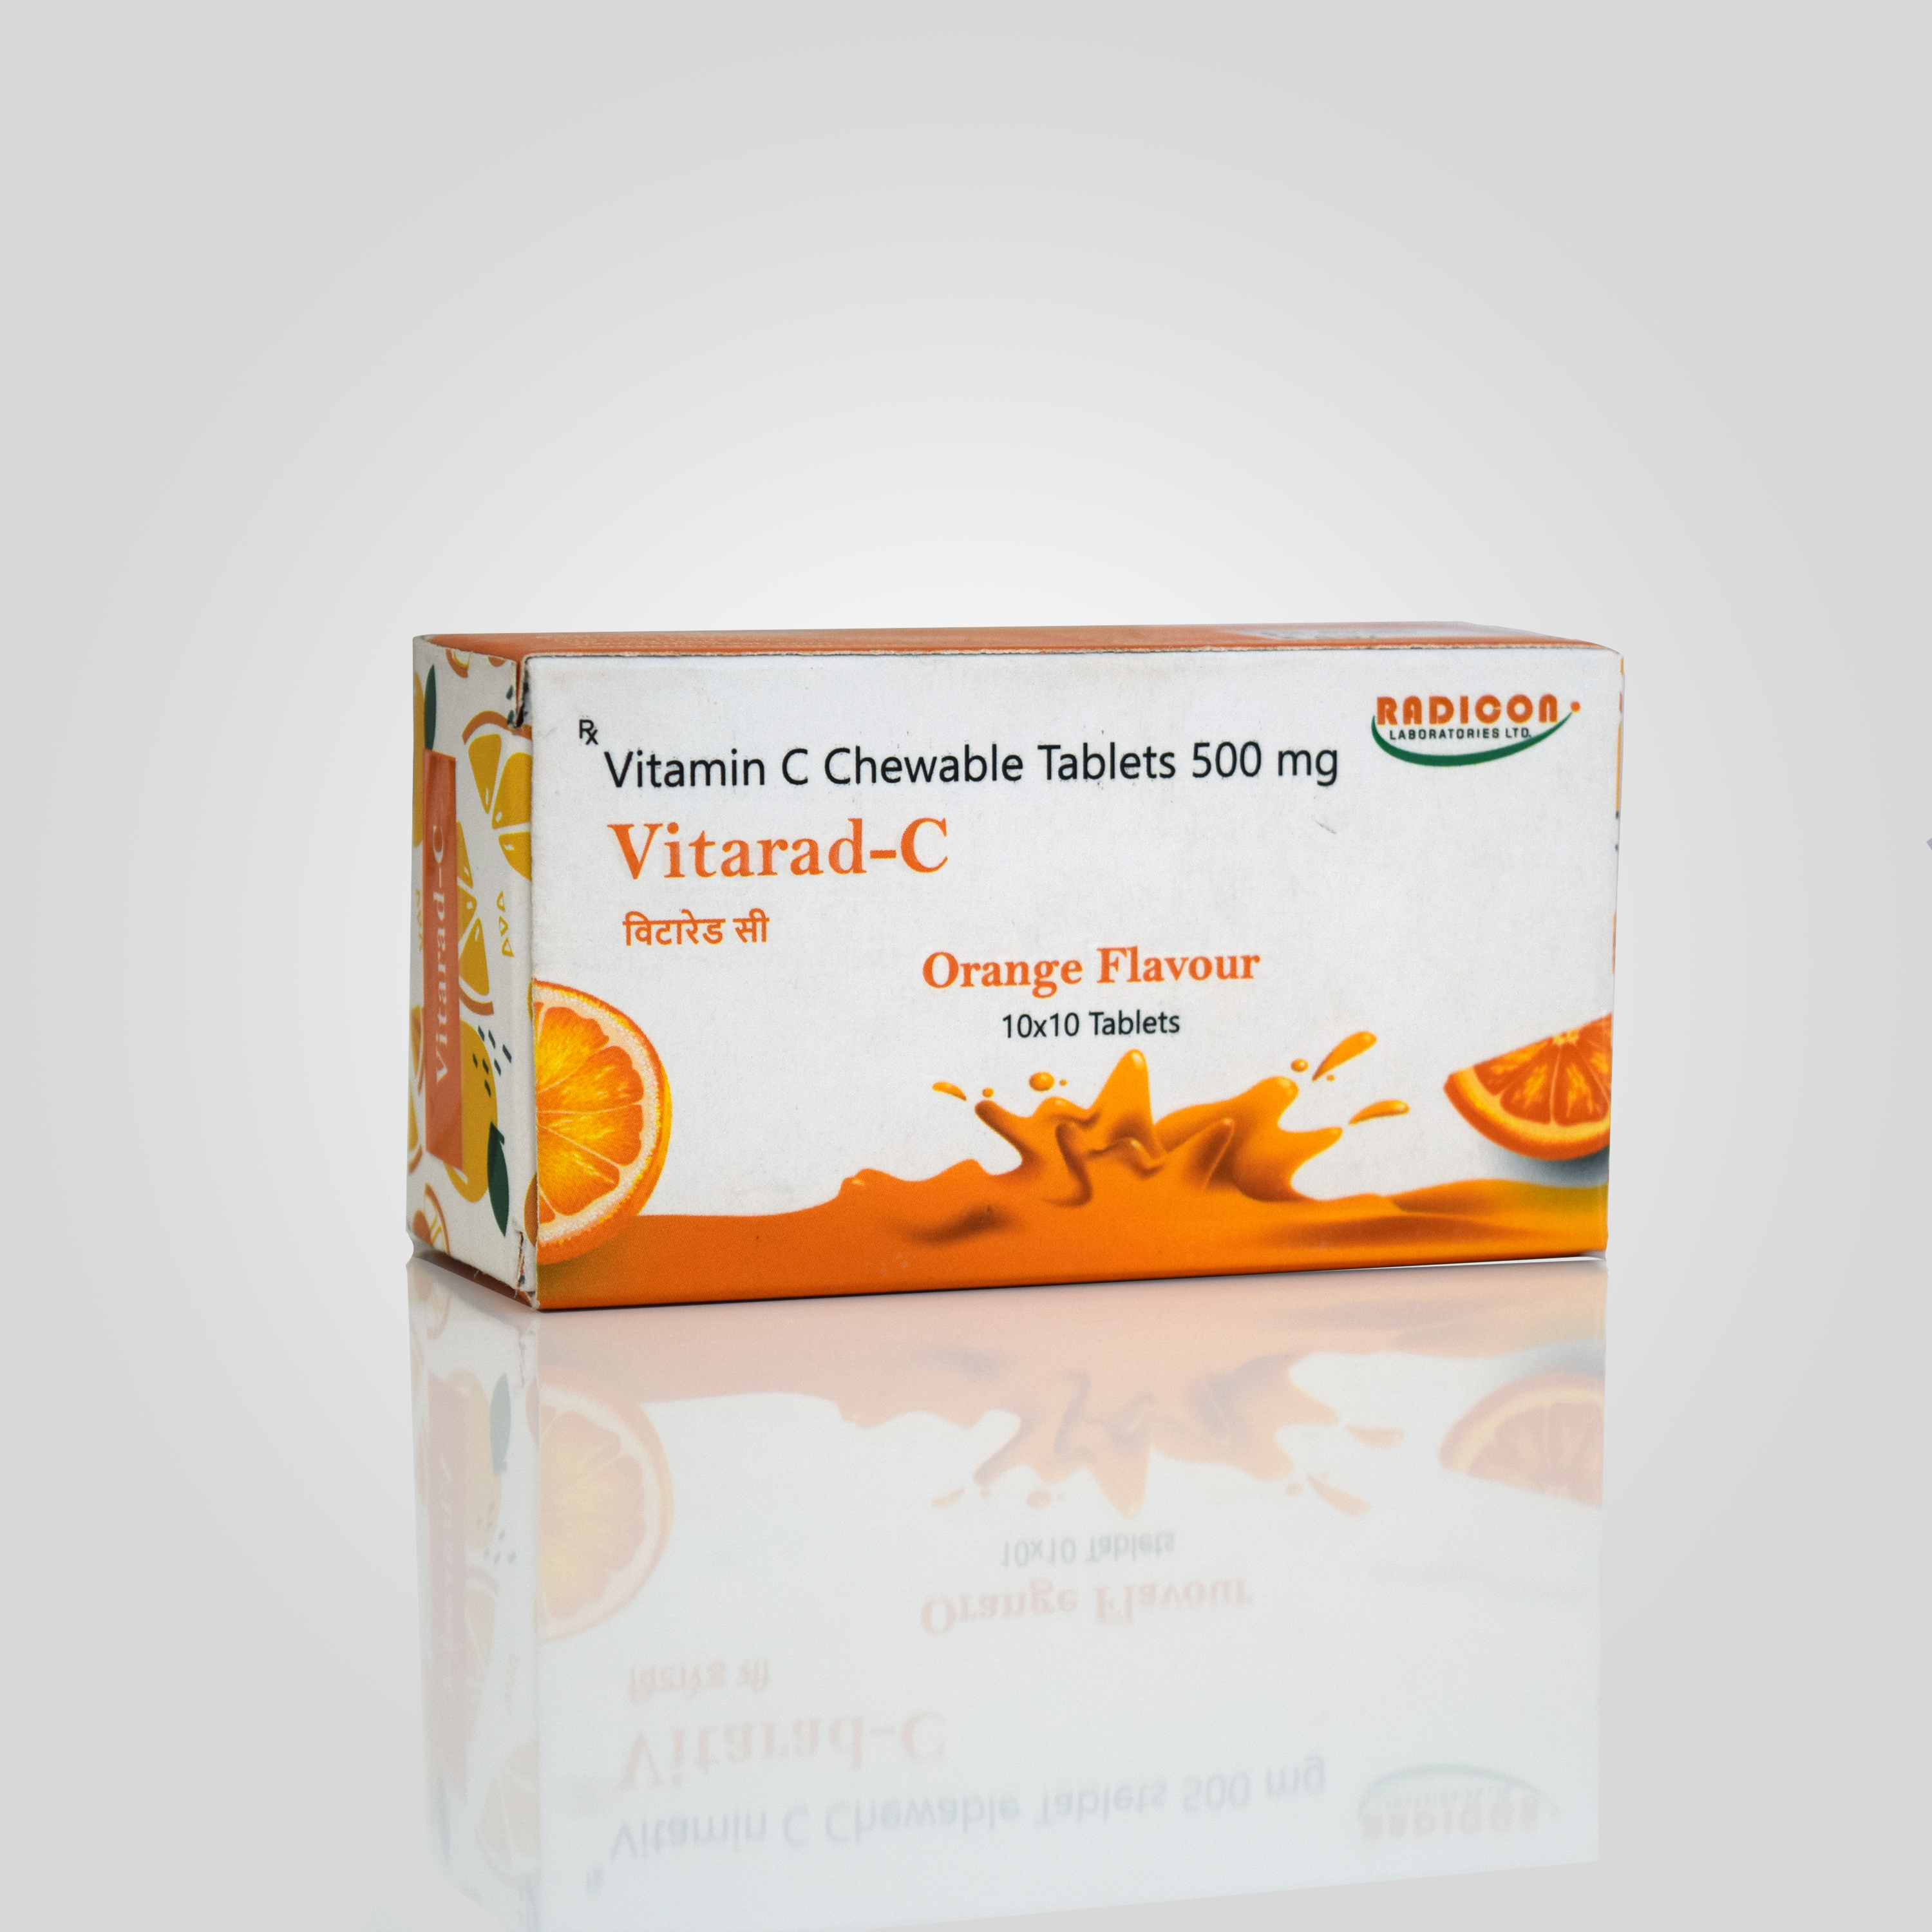 ℞
Vitamin C Chewable Tablets 500 mg
RADICON
LABORATORIES LTD.
Vitarad-C
विटारेड सी
Orange Flavour
10x10 Tablets
Vitarad-C